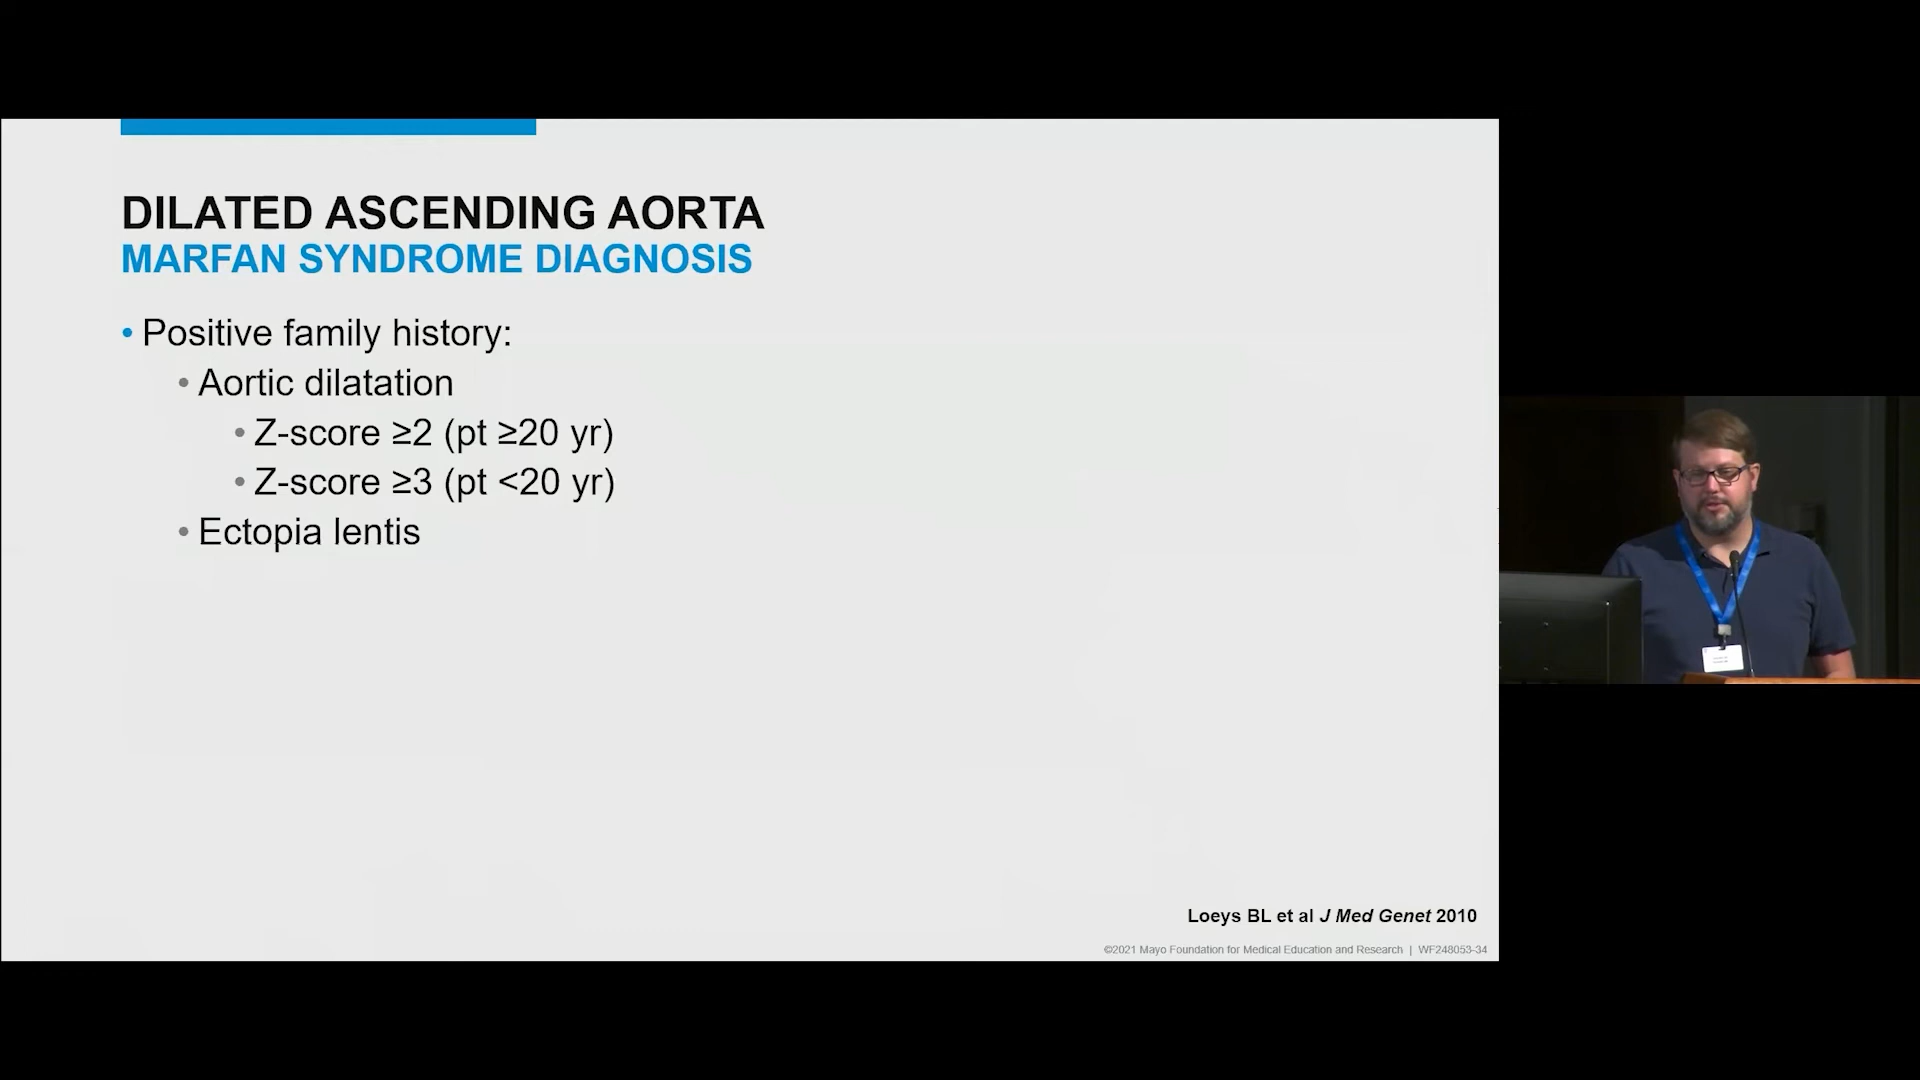 DILATED ASCENDING AORTA
MARFAN SYNDROME DIAGNOSIS
• Positive family history:
• Aortic dilatation
• Z-score ≥2 (pt ≥20 yr)
• Z-score ≥3 (pt <20 yr)
• Ectopia lentis
Loeys BL et al J Med Genet 2010
©2021 Mayo Foundation for Medical Education and Research | WF248053-34